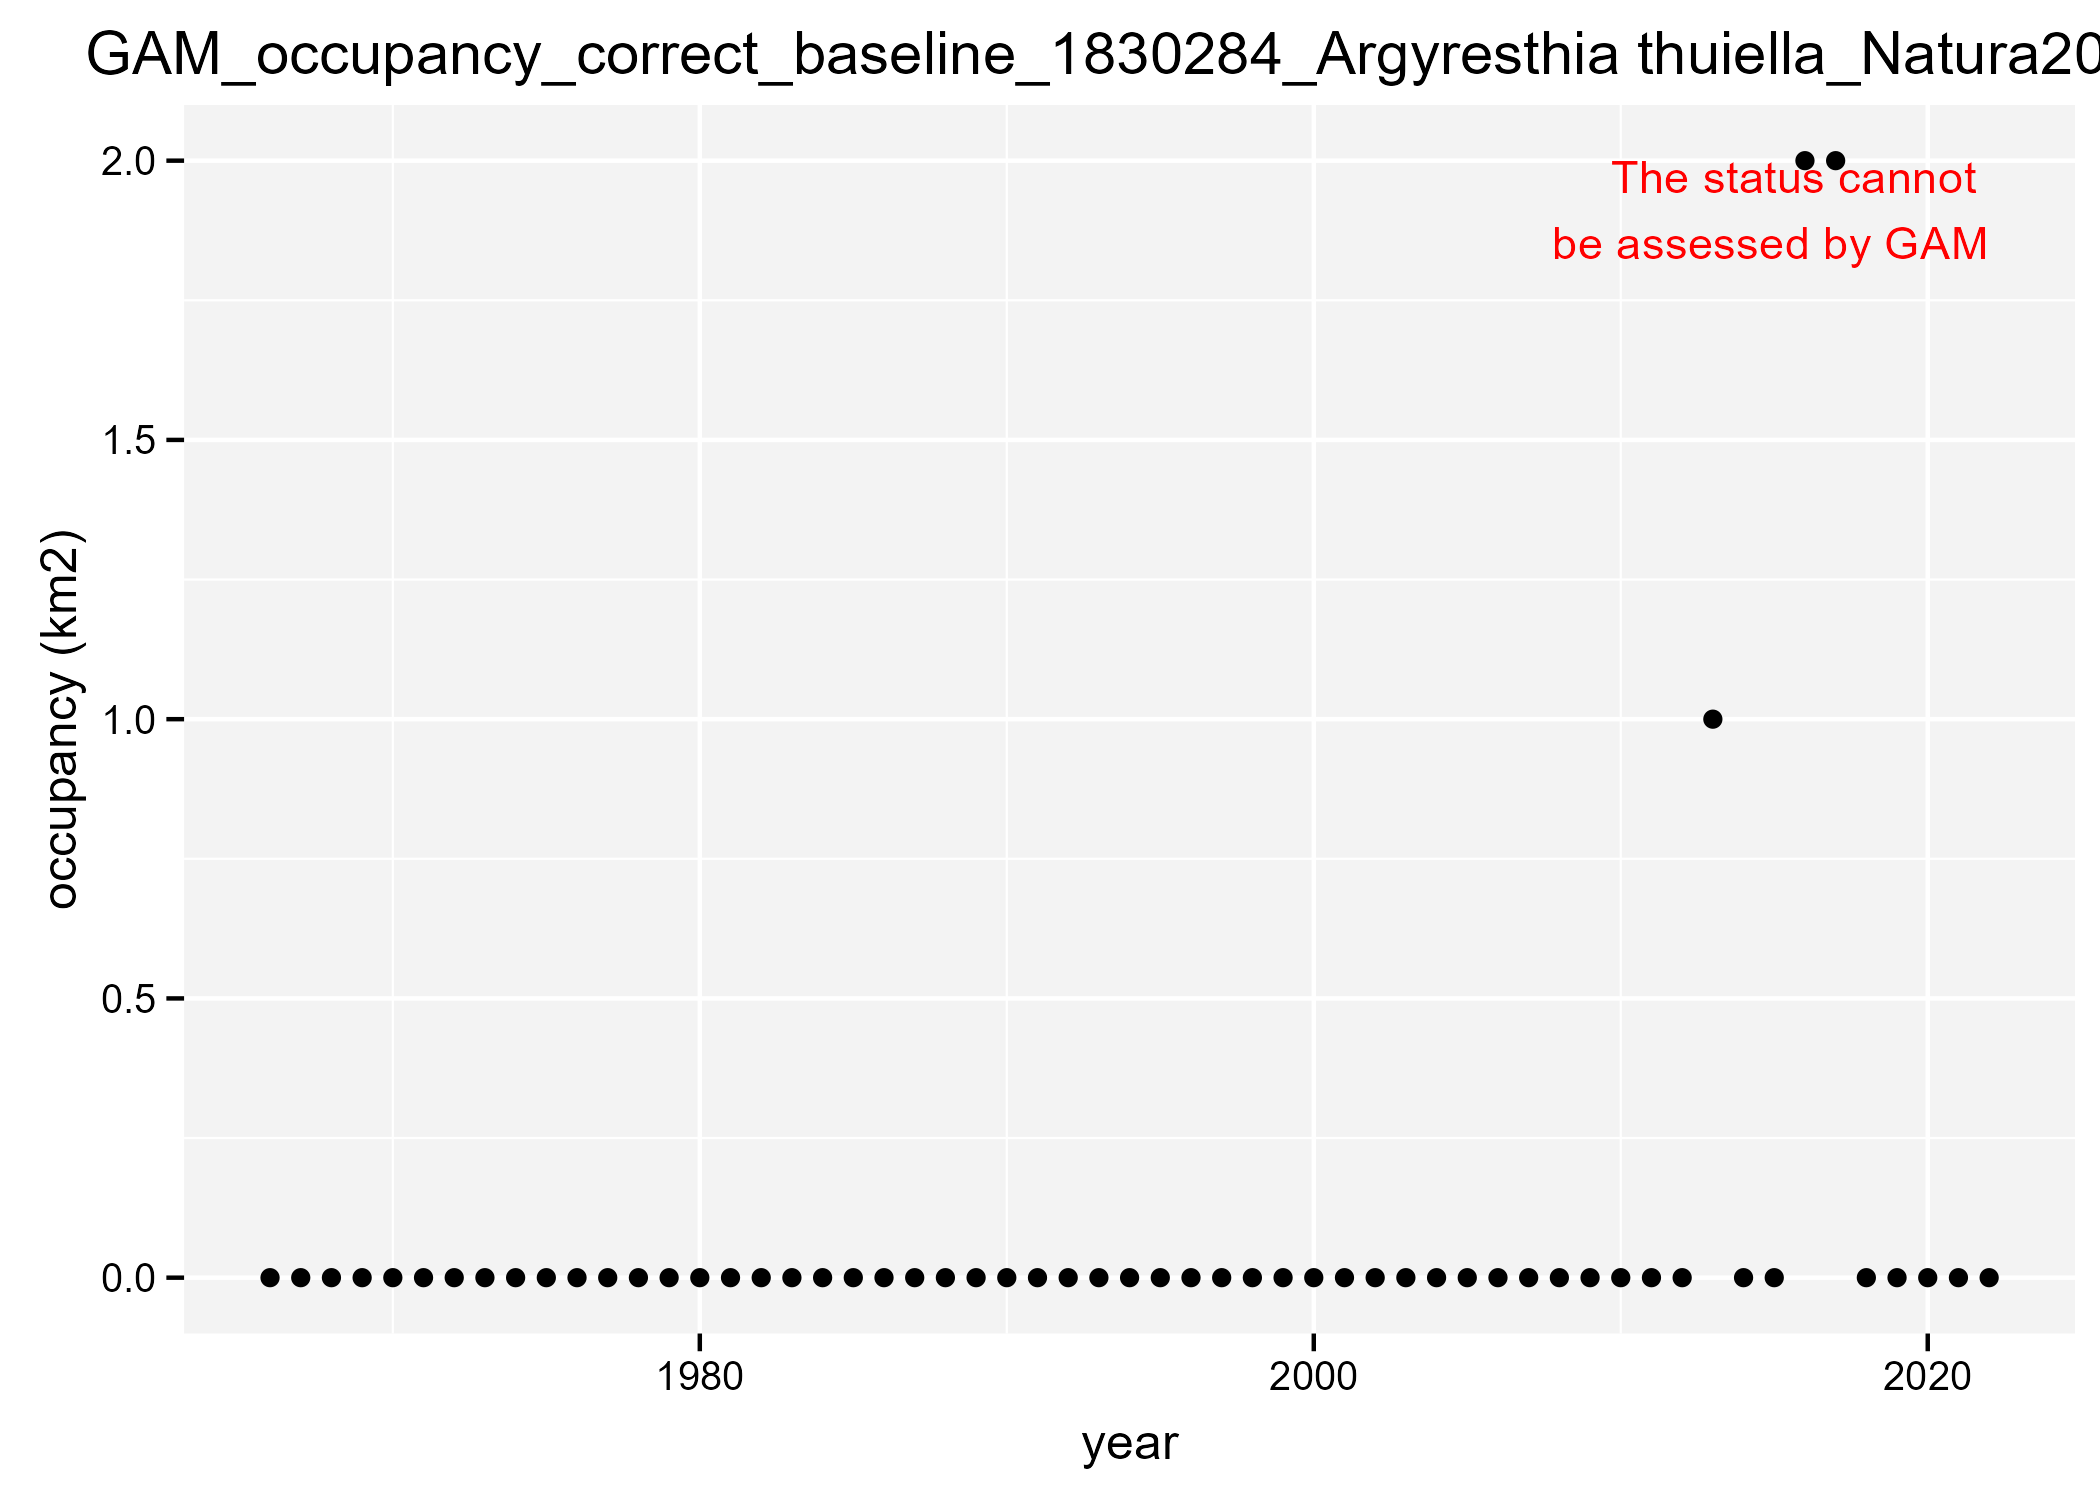 GAM_occupancy_correct_baseline_1830284_Argyresthia thuiella_Natura20
2.0
The status cannot
be assessed by GAM
1.5
1.0
0.5
0.0
occupancy (km2)
1980
2000
2020
year